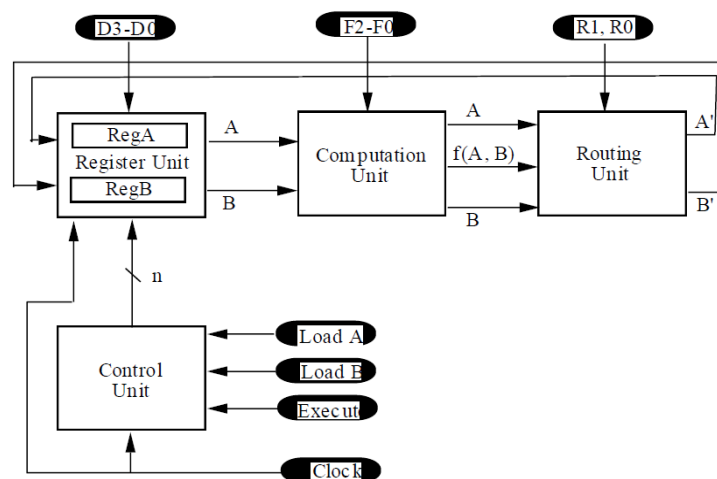 D3-D0
F2-F0
R1, R0
RegA
Register Unit
RegB
A
B
Computation
Unit
A
f(A, B)
B
Routing
Unit
A'
B'
n
Control
Unit
Load A
Load B
Execute
Clock